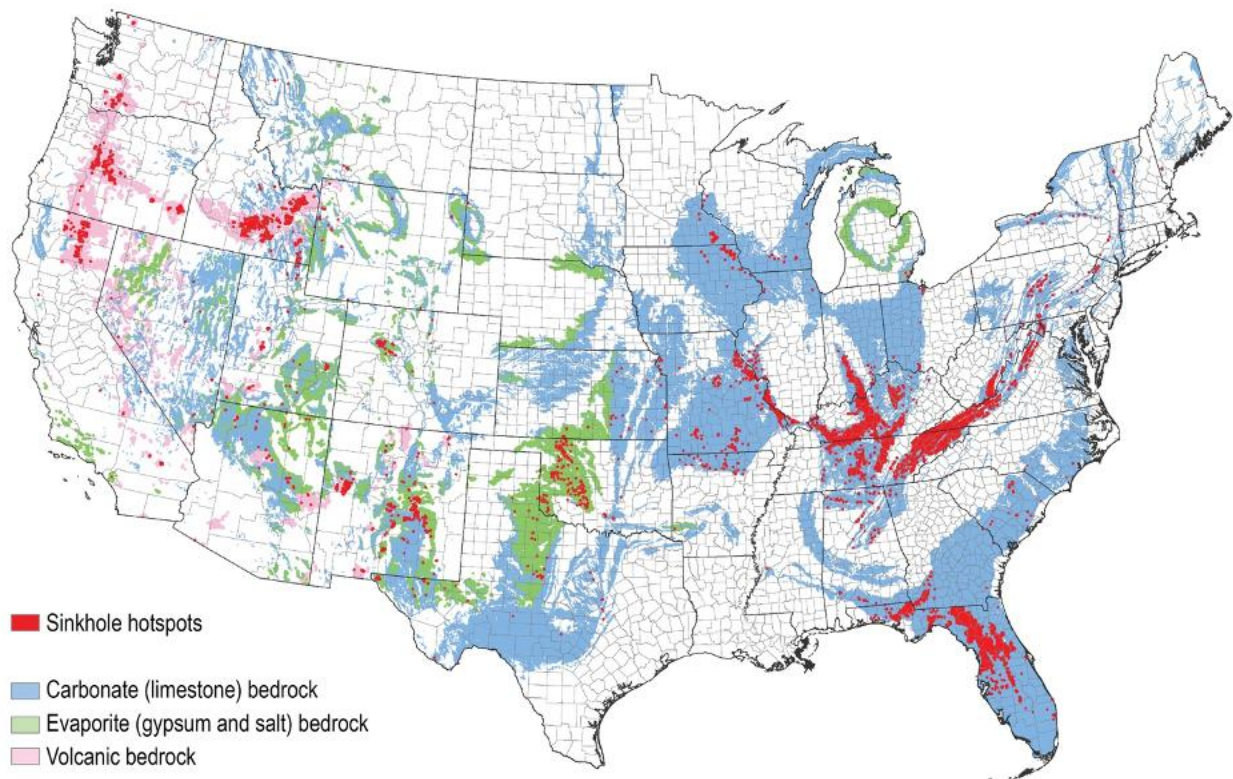 Sinkhole hotspots
Carbonate (limestone) bedrock
Evaporite (gypsum and salt) bedrock
Volcanic bedrock